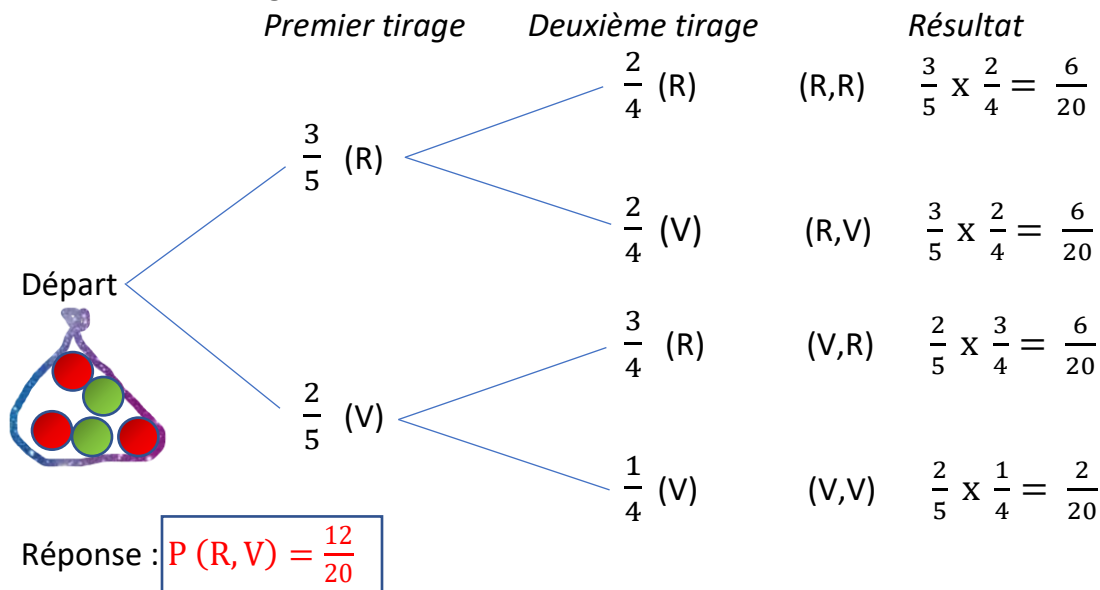 Premier tirage Deuxième tirage Résultat
2/4 (R) (R,R) 3/5 x 2/4 = 6/20
3/5 (R)
2/4 (V) (R,V) 3/5 x 2/4 = 6/20
Départ
3/4 (R) (V,R) 2/5 x 3/4 = 6/20
2/5 (V)
1/4 (V) (V,V) 2/5 x 1/4 = 2/20
Réponse : P (R, V) = 12/20